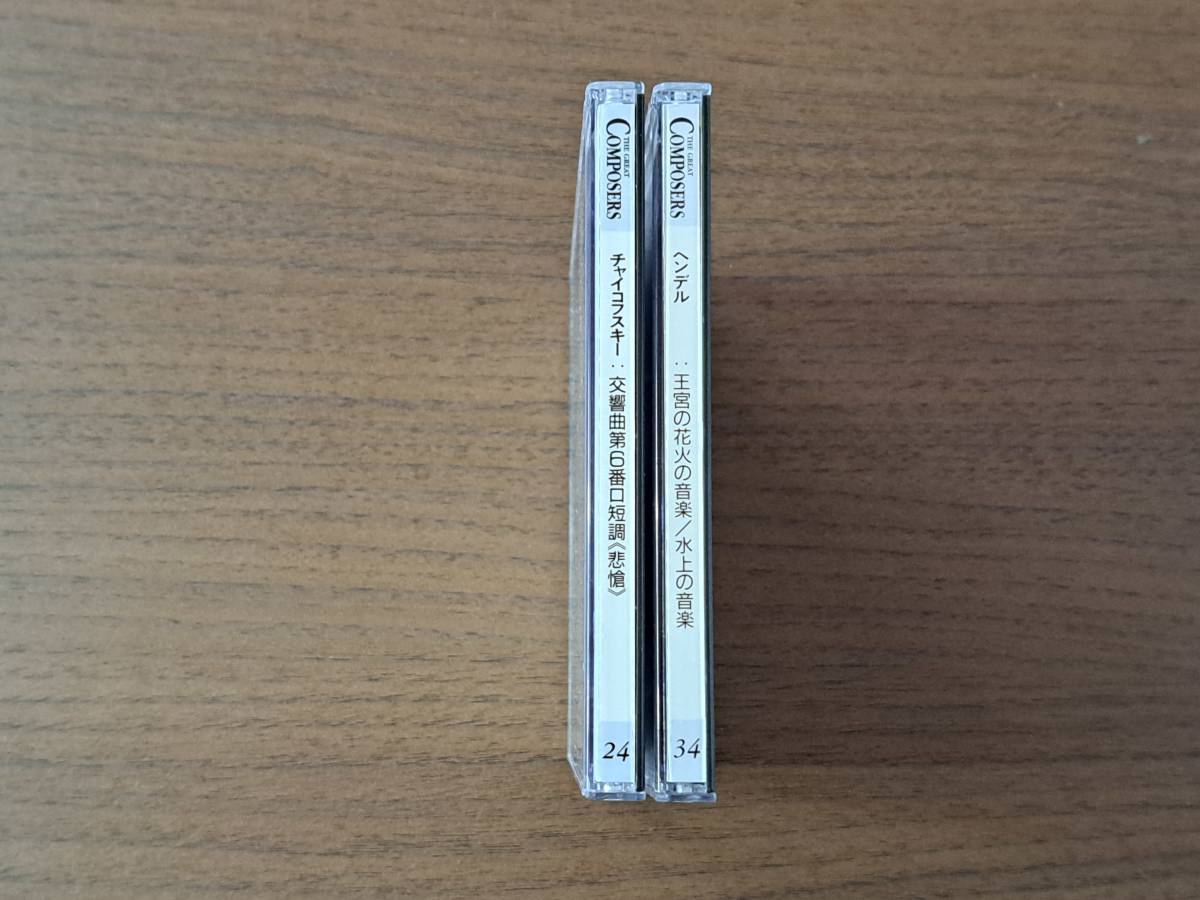 THE GREAT
COMPOSERS
チャイコフスキー：交響曲第6番ロ短調《悲愴》
24
THE GREAT
COMPOSERS
ヘンデル：王宮の花火の音楽／水上の音楽
34